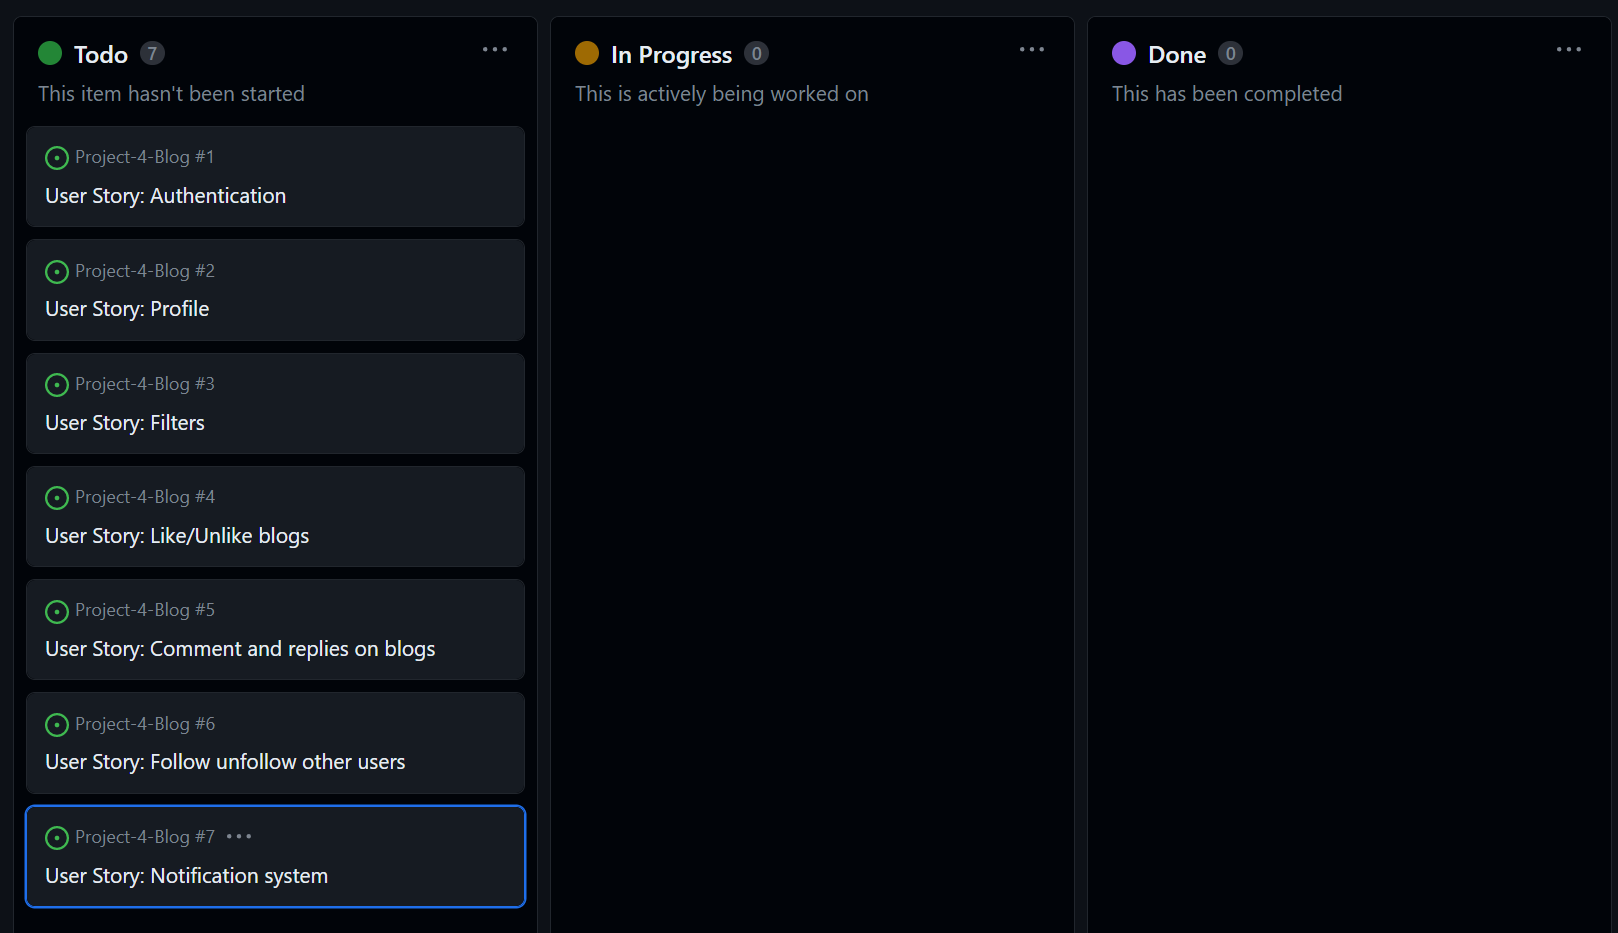 Todo 7
This item hasn't been started
Project-4-Blog #1
User Story: Authentication
Project-4-Blog #2
User Story: Profile
Project-4-Blog #3
User Story: Filters
Project-4-Blog #4
User Story: Like/Unlike blogs
Project-4-Blog #5
User Story: Comment and replies on blogs
Project-4-Blog #6
User Story: Follow unfollow other users
Project-4-Blog #7
User Story: Notification system
In Progress 0
This is actively being worked on
Done 0
This has been completed